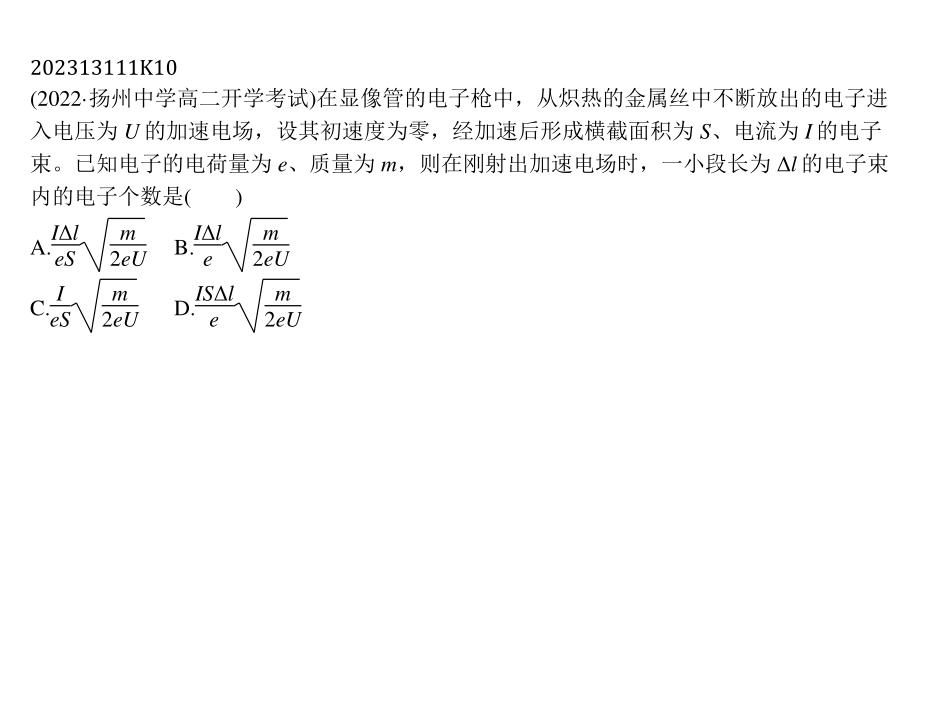 202313111K10
(2022·扬州中学高二开学考试)在显像管的电子枪中，从炽热的金属丝中不断放出的电子进
入电压为 U 的加速电场，设其初速度为零，经加速后形成横截面积为 S、电流为 I 的电子
束。已知电子的电荷量为 e、质量为 m，则在刚射出加速电场时，一小段长为 Δl 的电子束
内的电子个数是(　　)
A.\frac{IΔl}{eS}\sqrt{\frac{m}{2eU}}　B.\frac{IΔl}{e}\sqrt{\frac{m}{2eU}}
C.\frac{I}{eS}\sqrt{\frac{m}{2eU}}　D.\frac{ISΔl}{e}\sqrt{\frac{m}{2eU}}